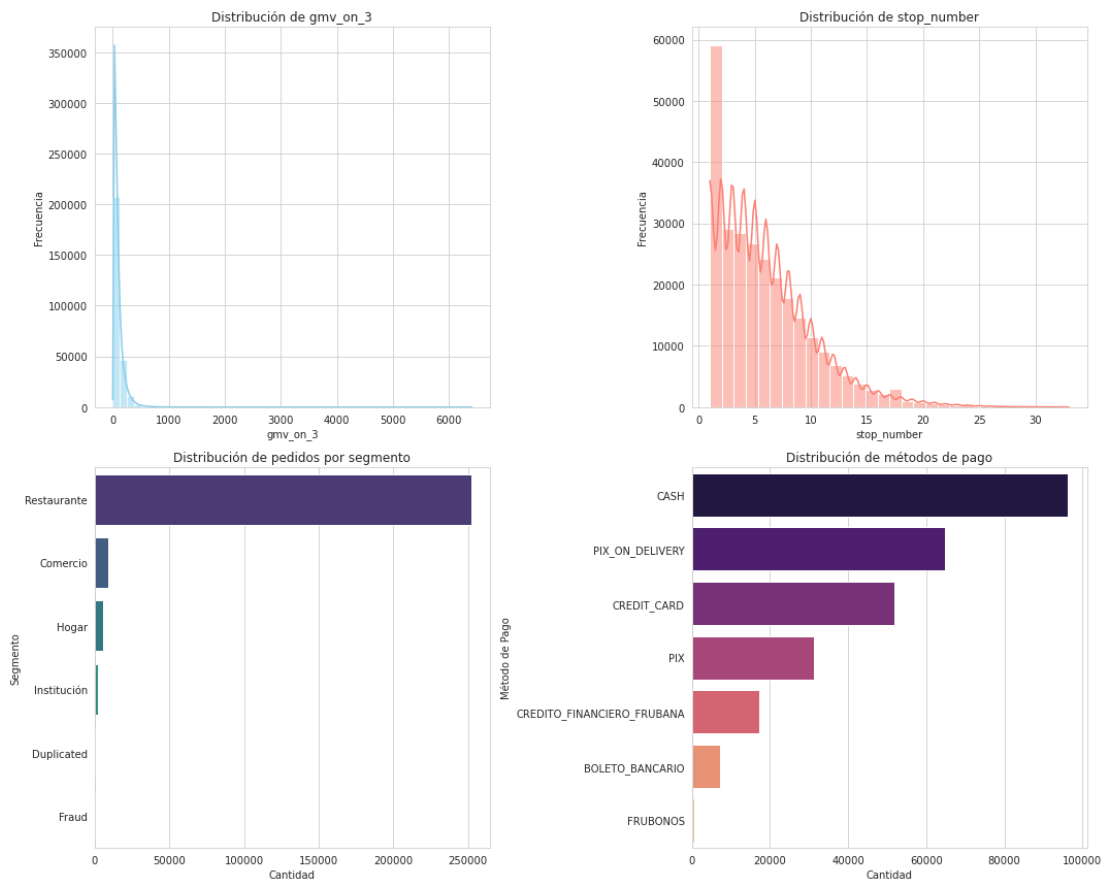 Distribución de gmv_on_3
350000
300000
250000
200000
150000
100000
50000
0
Frecuencia
0 1000 2000 3000 4000 5000 6000
gmv_on_3
Distribución de stop_number
60000
50000
40000
30000
20000
10000
0
Frecuencia
0 5 10 15 20 25 30
stop_number
Distribución de pedidos por segmento
Restaurante
Comercio
Hogar
Institución
Duplicated
Fraud
Segmento
0 50000 100000 150000 200000 250000
Cantidad
Distribución de métodos de pago
CASH
PIX_ON_DELIVERY
CREDIT_CARD
PIX
CREDITO_FINANCIERO_FRUBANA
BOLETO_BANCARIO
FRUBONOS
Método de Pago
0 20000 40000 60000 80000 100000
Cantidad